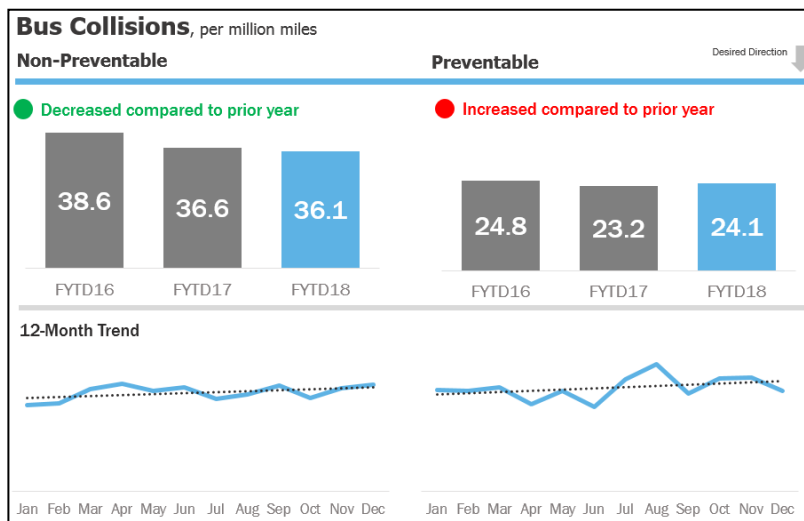 Bus Collisions, per million miles
Non-Preventable
Preventable
Desired Direction
Decreased compared to prior year
Increased compared to prior year
38.6
36.6
36.1
24.8
23.2
24.1
FYTD16 FYTD17 FYTD18
FYTD16 FYTD17 FYTD18
12-Month Trend
Jan Feb Mar Apr May Jun Jul Aug Sep Oct Nov Dec
Jan Feb Mar Apr May Jun Jul Aug Sep Oct Nov Dec